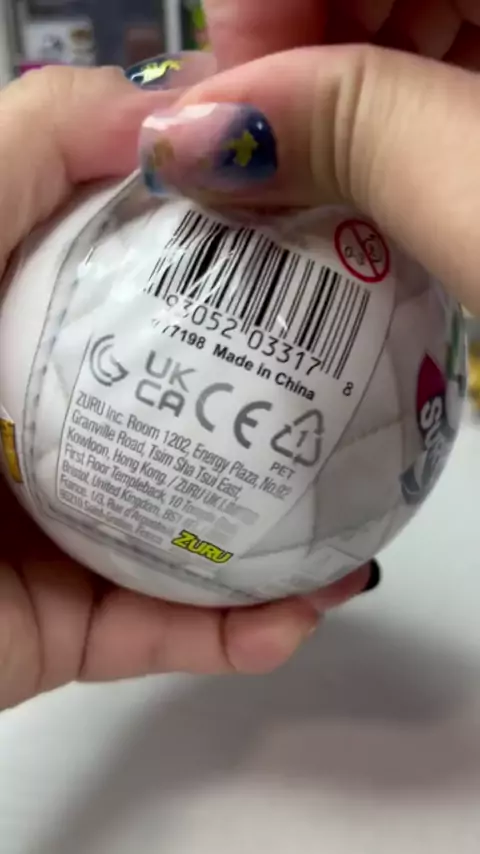 93052 03317 8
77198 Made in China
UK
CA CE
1
PET
ZURU Inc. Room 1202, Energy Plaza, No.92
Granville Road, Tsim Sha Tsui East,
Kowloon, Hong Kong. / ZURU UK Limited
First Floor Templeback, 10 Temple
Bristol, United Kingdom, BS1
France, 1/3, Rue d'
ZURU
SUR